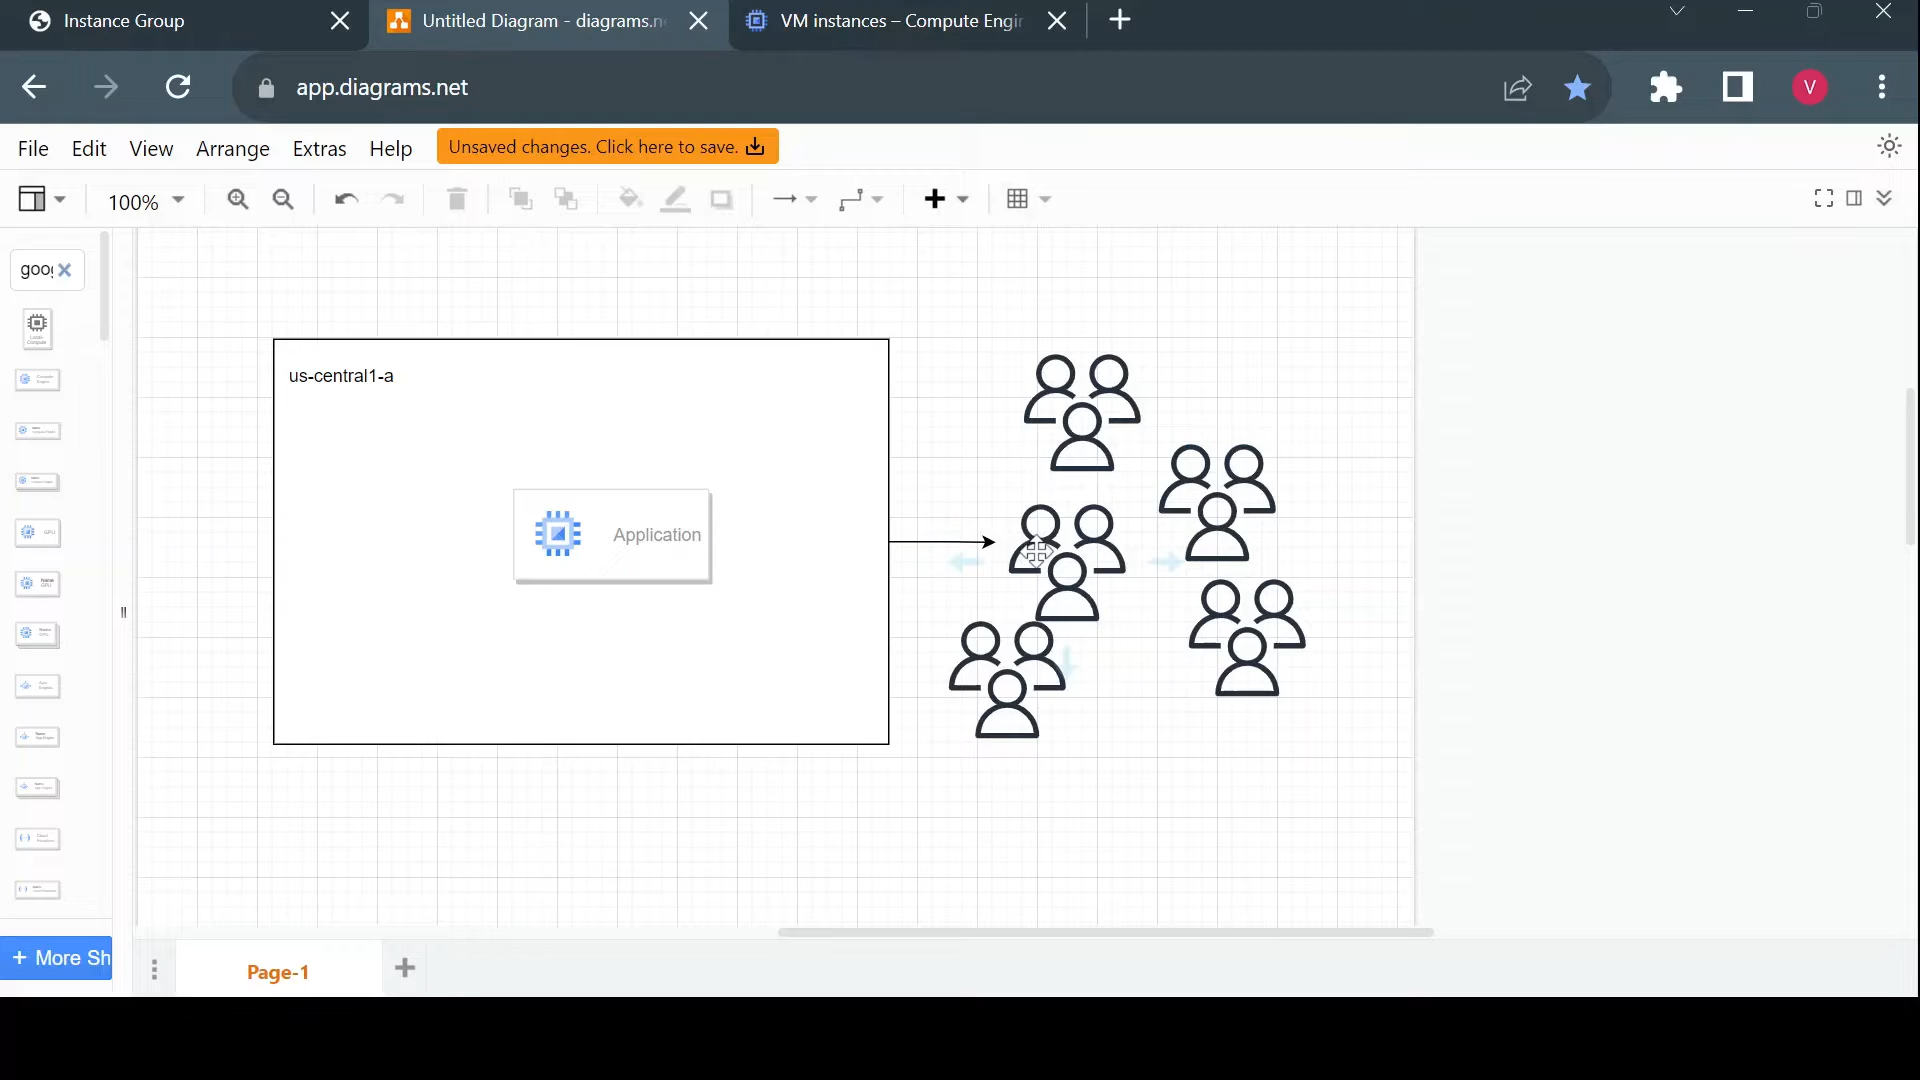 Instance Group
Untitled Diagram - diagrams.n
VM instances – Compute Engi
app.diagrams.net
V
File Edit View Arrange Extras Help
Unsaved changes. Click here to save.
100%
goog
us-central1-a
Application
GPU
+ More Sh
Page-1